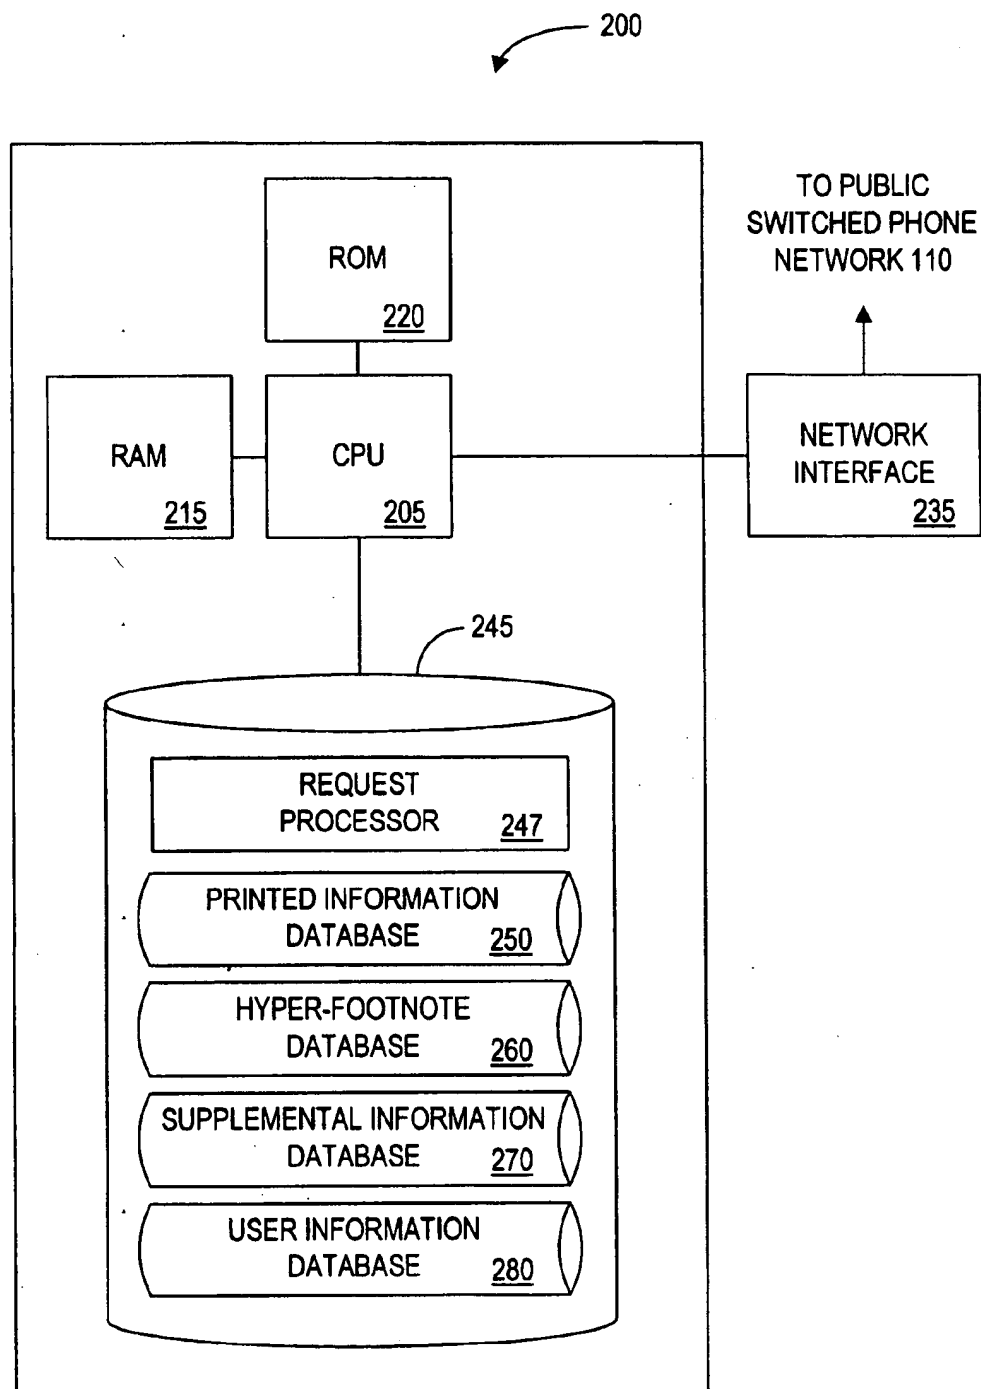 200
TO PUBLIC
SWITCHED PHONE
NETWORK 110
ROM
220
RAM
215
CPU
205
NETWORK
INTERFACE
235
245
REQUEST
PROCESSOR 247
PRINTED INFORMATION
DATABASE 250
HYPER-FOOTNOTE
DATABASE 260
SUPPLEMENTAL INFORMATION
DATABASE 270
USER INFORMATION
DATABASE 280